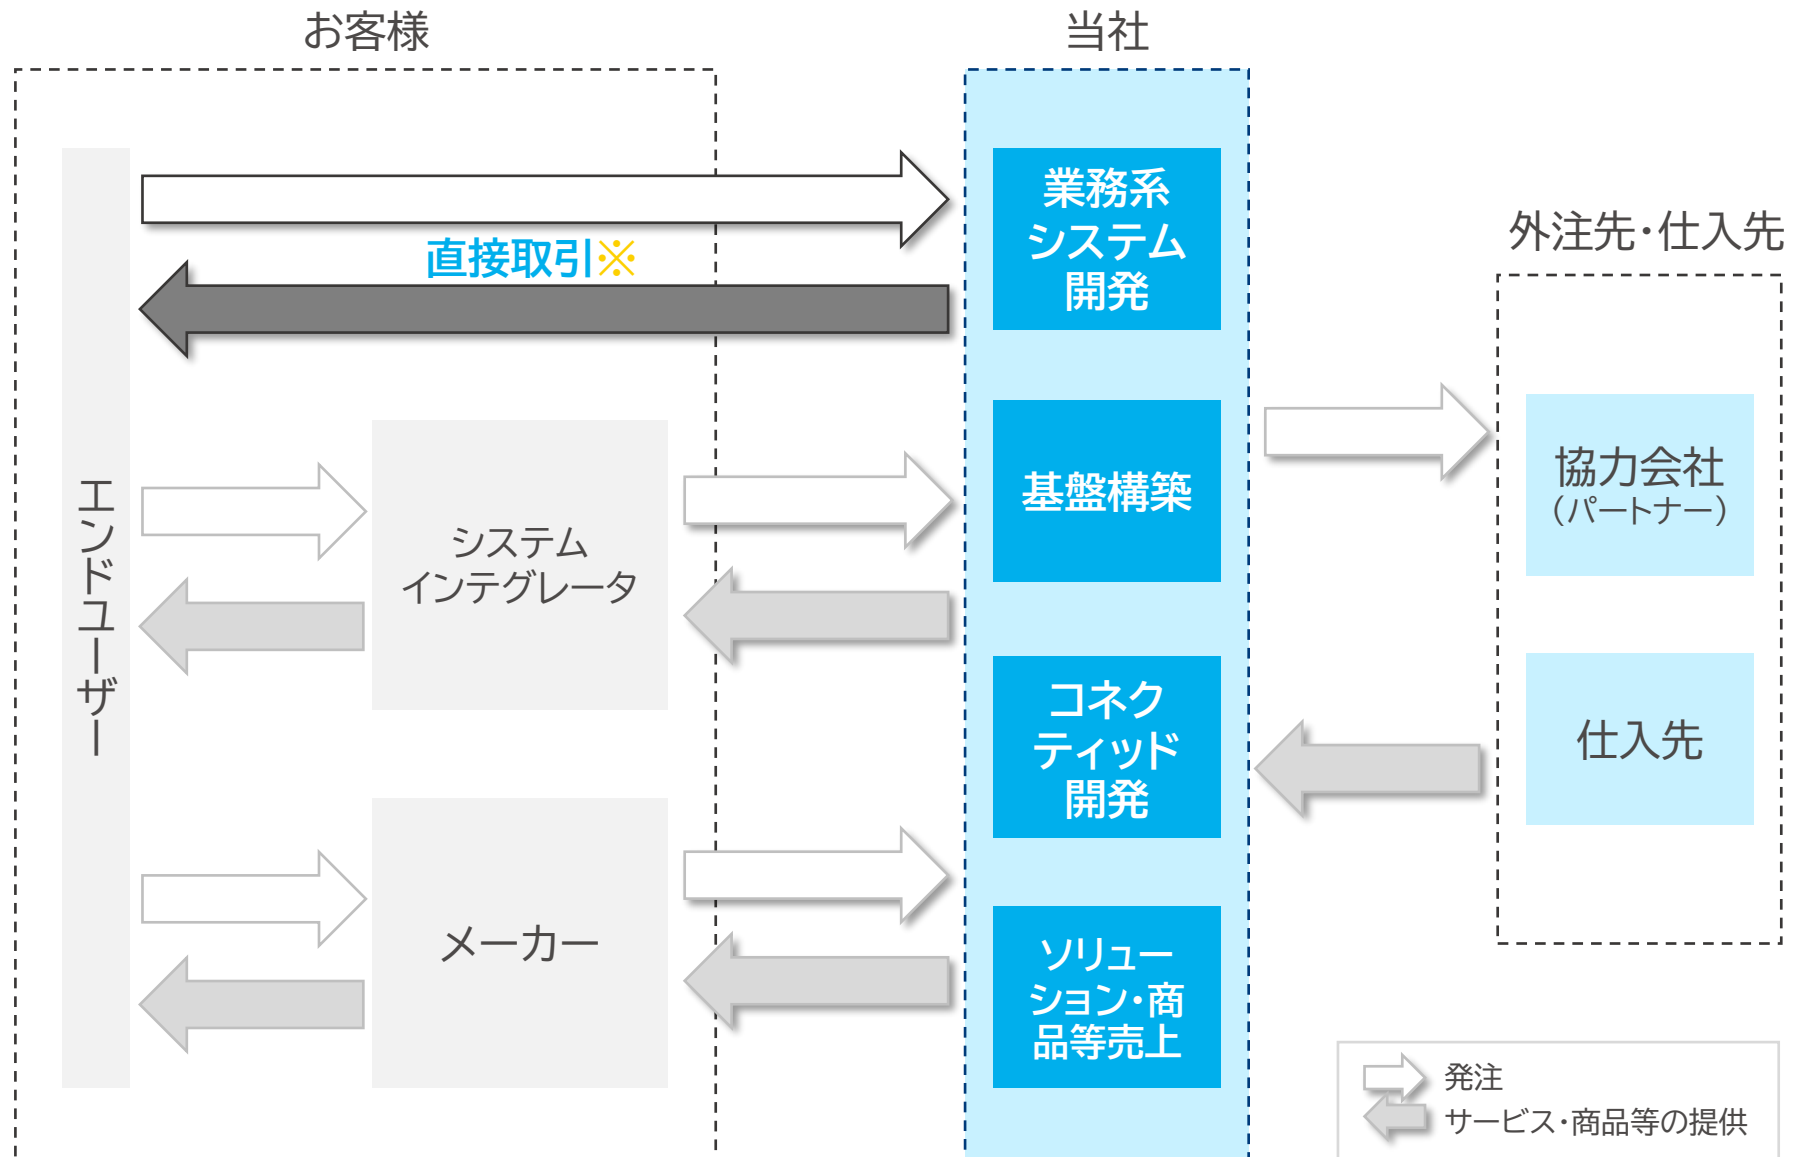 お客様
当社
業務系
システム
開発
直接取引※
外注先・仕入先
エンドユーザー
システム
インテグレータ
基盤構築
協力会社
（パートナー）
コネク
ティッド
開発
仕入先
メーカー
ソリュー
ション・商
品等売上
発注
サービス・商品等の提供